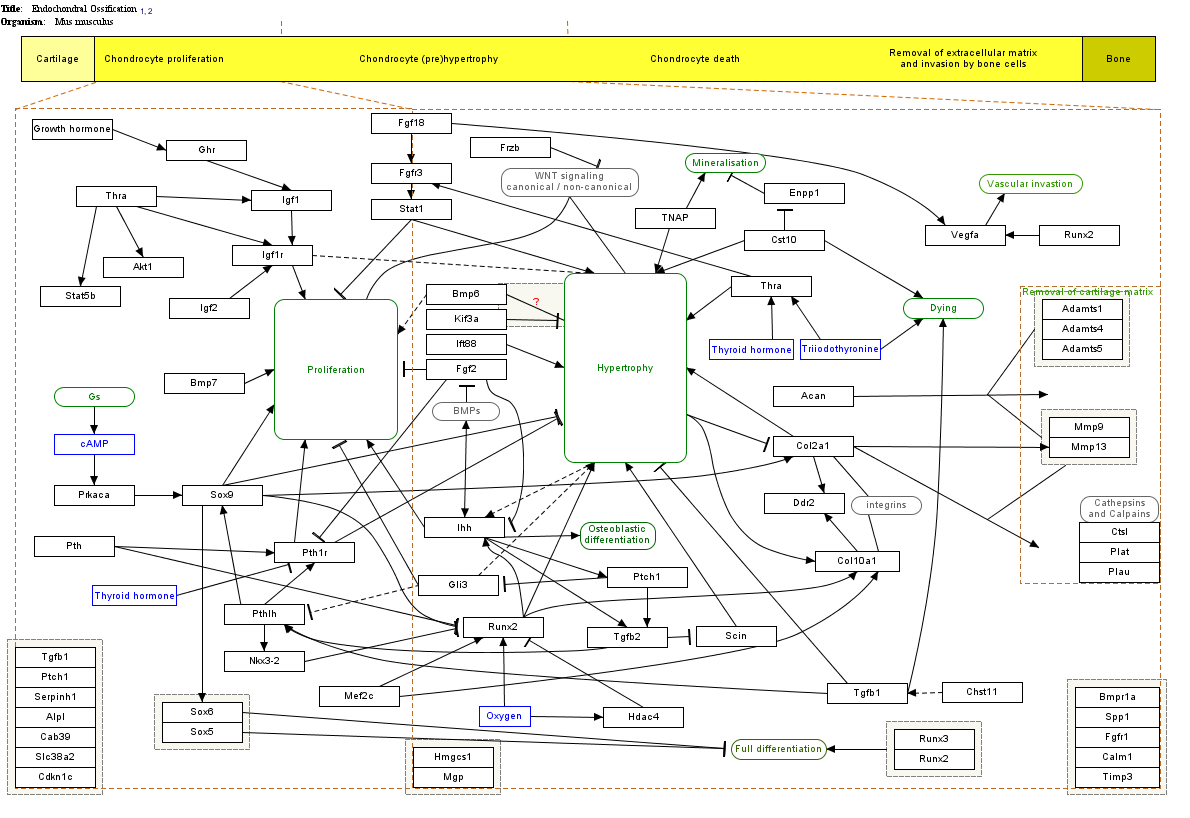 Title: Endochondral Ossification 1, 2
Organism: Mus musculus
Cartilage
Chondrocyte proliferation
Chondrocyte (pre)hypertrophy
Chondrocyte death
Removal of extracellular matrix
and invasion by bone cells
Bone
Growth hormone
Ghr
Thra
Igf1
Akt1
Igf1r
Stat5b
Igf2
Fgf18
Fgfr3
Stat1
Frzb
WNT signaling
canonical / non-canonical
Mineralisation
Enpp1
TNAP
Cst10
Vascular invastion
Vegfa
Runx2
Thra
Thyroid hormone
Triiodothyronine
Dying
Removal of cartilage matrix
Adamts1
Adamts4
Adamts5
Bmp6
?
Kif3a
Ift88
Fgf2
BMPs
Proliferation
Hypertrophy
Bmp7
Gs
cAMP
Prkaca
Sox9
Acan
Mmp9
Mmp13
Col2a1
Ddr2
integrins
Cathepsins
and Calpains
Ctsl
Plat
Plau
Col10a1
Pth
Pth1r
Thyroid hormone
Pthlh
Nkx3-2
Ihh
Osteoblastic
differentiation
Gli3
Ptch1
Runx2
Tgfb2
Scin
Mef2c
Oxygen
Hdac4
Tgfb1
Chst11
Tgfb1
Ptch1
Serpinh1
Alpl
Cab39
Slc38a2
Cdkn1c
Sox6
Sox5
Hmgcs1
Mgp
Full differentiation
Runx3
Runx2
Bmpr1a
Spp1
Fgfr1
Calm1
Timp3